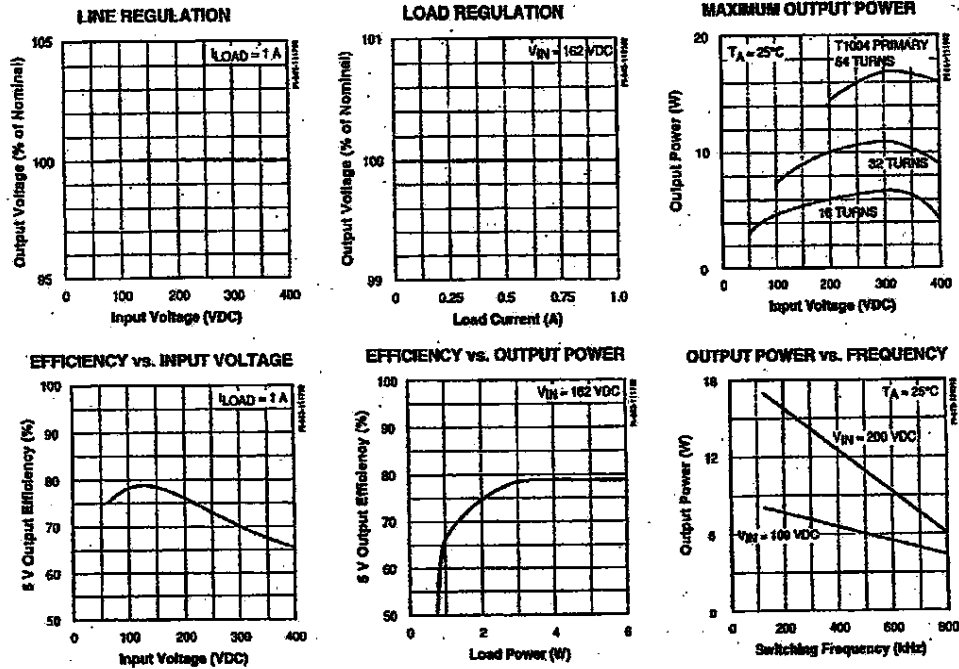 LINE REGULATION
105
100
95
0
100
200
300
400
Output Voltage (% of Nominal)
Input Voltage (VDC)
ILOAD = 1 A
LOAD REGULATION
101
100
99
0
0.25
0.5
0.75
1.0
Output Voltage (% of Nominal)
Load Current (A)
VIN = 162 VDC
MAXIMUM OUTPUT POWER
20
10
0
0
100
200
300
400
Output Power (W)
Input Voltage (VDC)
TA = 25°C
T1004 PRIMARY
64 TURNS
32 TURNS
16 TURNS
EFFICIENCY vs. INPUT VOLTAGE
100
90
80
70
60
50
0
100
200
300
400
5 V Output Efficiency (%)
Input Voltage (VDC)
ILOAD = 1 A
EFFICIENCY vs. OUTPUT POWER
100
90
80
70
60
50
0
2
4
6
5 V Output Efficiency (%)
Load Power (W)
VIN = 162 VDC
OUTPUT POWER vs. FREQUENCY
18
12
6
0
0
200
400
600
800
Output Power (W)
Switching Frequency (kHz)
TA = 25°C
VIN = 200 VDC
VIN = 100 VDC